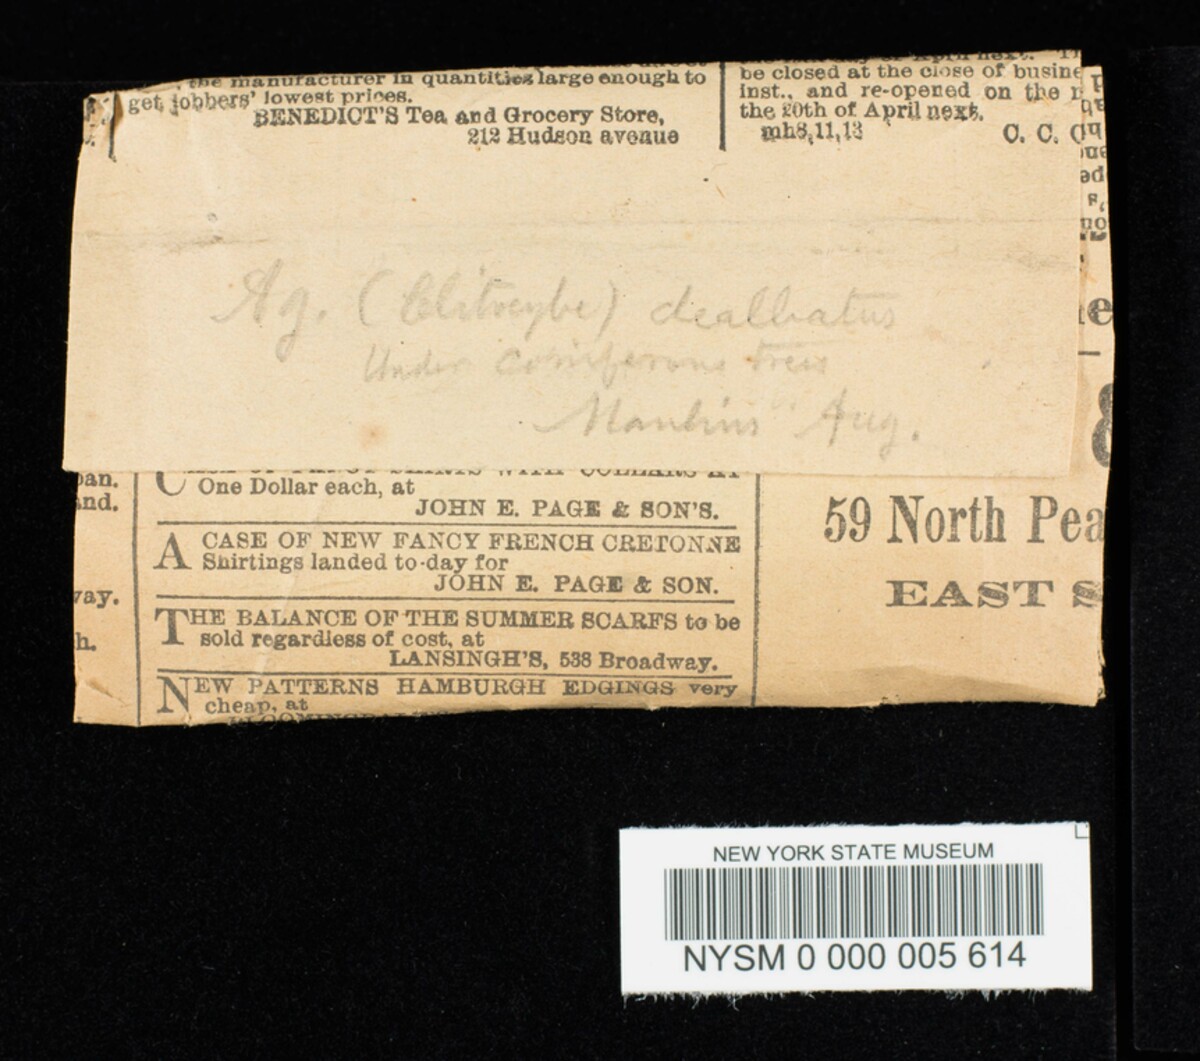 the manufacturer in quantities large enough to
get jobbers' lowest prices.
BENEDICT'S Tea and Grocery Store,
212 Hudson avenue
be closed at the close of busine
inst., and re-opened on the
the 20th of April next.
mh8,11,13 C. C.
Ag. (Clitocybe) dealbatus
Under coniferous trees
Manlius Aug.
One Dollar each, at
JOHN E. PAGE & SON'S.
A CASE OF NEW FANCY FRENCH CRETONNE
Shirtings landed to-day for
JOHN E. PAGE & SON.
THE BALANCE OF THE SUMMER SCARFS to be
sold regardless of cost, at
LANSINGH'S, 538 Broadway.
NEW PATTERNS HAMBURGH EDGINGS very
cheap, at
59 North Pea
EAST S
NEW YORK STATE MUSEUM
NYSM 0 000 005 614